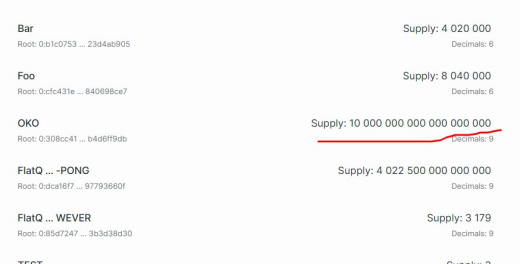 Bar Supply: 4 020 000
Root: 0:b1c0753 ... 23d4ab905 Decimals: 6
Foo Supply: 8 040 000
Root: 0:cfc431e ... 840698ce7 Decimals: 6
OKO Supply: 10 000 000 000 000 000 000
Root: 0:308cc41 ... b4d6ff9db Decimals: 9
FlatQ ... -PONG Supply: 4 022 500 000 000 000
Root: 0:dca16f7 ... 97793660f Decimals: 9
FlatQ ... WEVER Supply: 3 179
Root: 0:85d7247 ... 3b3d38d30 Decimals: 9